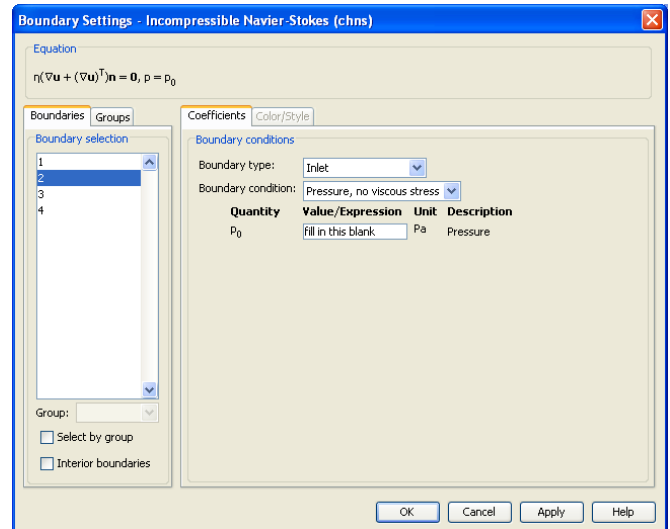 Boundary Settings - Incompressible Navier-Stokes (chns)
Equation
η(∇u + (∇u)ᵀ)n = 0, p = p₀
Boundaries Groups
Boundary selection
1
2
3
4
Group:
Select by group
Interior boundaries
Coefficients Color/Style
Boundary conditions
Boundary type: Inlet
Boundary condition: Pressure, no viscous stress
Quantity Value/Expression Unit Description
p₀ fill in this blank Pa Pressure
OK Cancel Apply Help